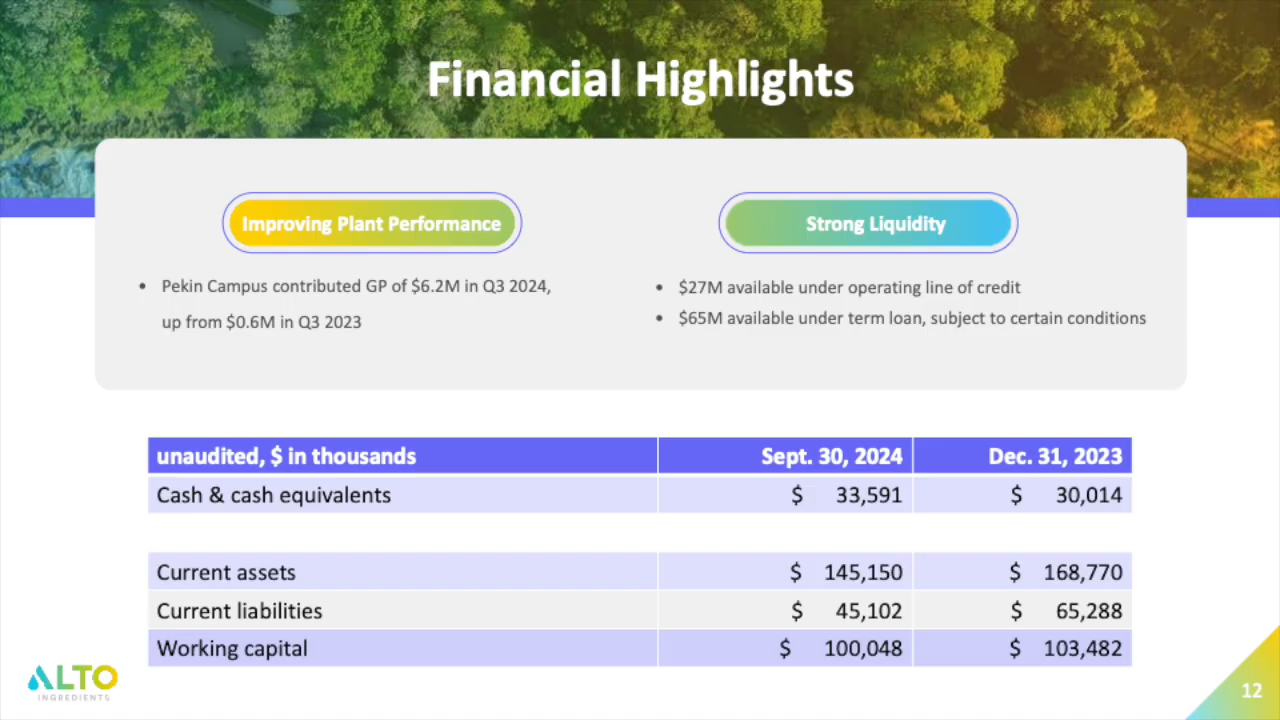 Financial Highlights
Improving Plant Performance
• Pekin Campus contributed GP of $6.2M in Q3 2024,
up from $0.6M in Q3 2023
Strong Liquidity
• $27M available under operating line of credit
• $65M available under term loan, subject to certain conditions
unaudited, $ in thousands Sept. 30, 2024 Dec. 31, 2023
Cash & cash equivalents $ 33,591 $ 30,014
Current assets $ 145,150 $ 168,770
Current liabilities $ 45,102 $ 65,288
Working capital $ 100,048 $ 103,482
ALTO
INGREDIENTS
12